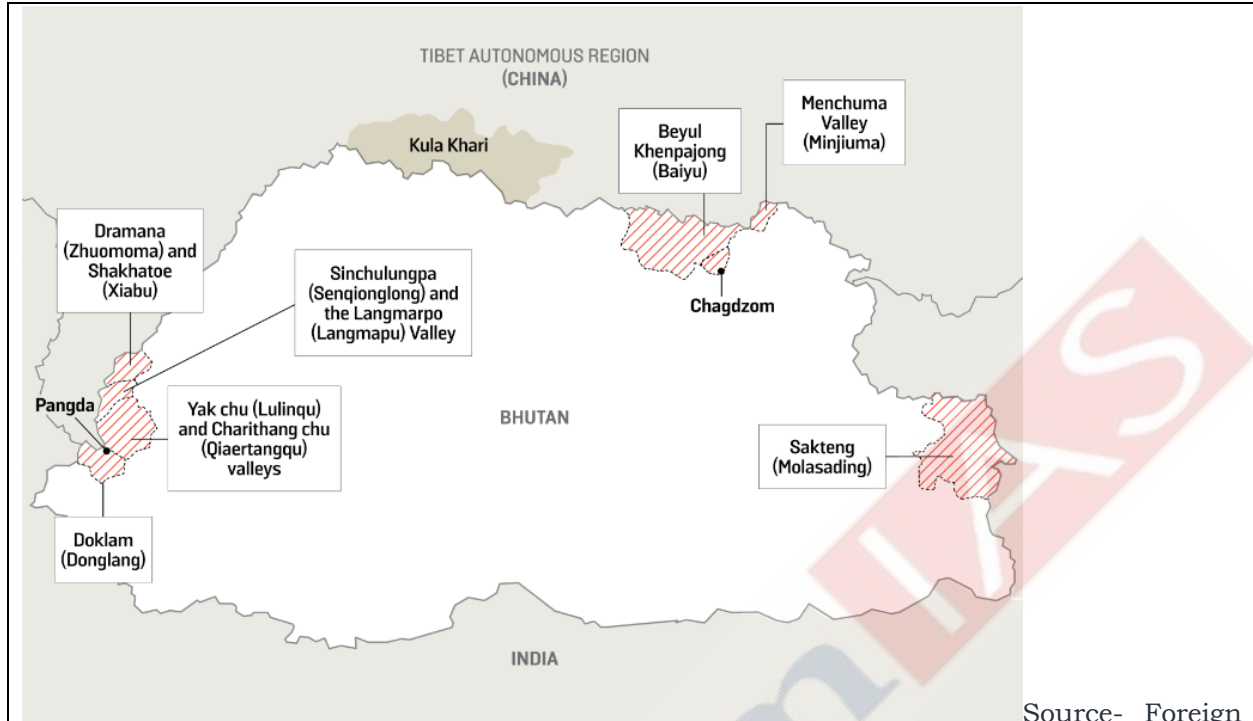 TIBET AUTONOMOUS REGION
(CHINA)
Kula Khari
Beyul
Khenpajong
(Baiyu)
Menchuma
Valley
(Minjiuma)
Dramana
(Zhuomoma) and
Shakhatoe
(Xiabu)
Sinchulungpa
(Senqionglong) and
the Langmarpo
(Langmapu) Valley
Chagdzom
Pangda
Yak chu (Lulinqu)
and Charithang chu
(Qiaertangqu)
valleys
BHUTAN
Sakteng
(Molasading)
Doklam
(Donglang)
INDIA
Source- Foreign
mIAS